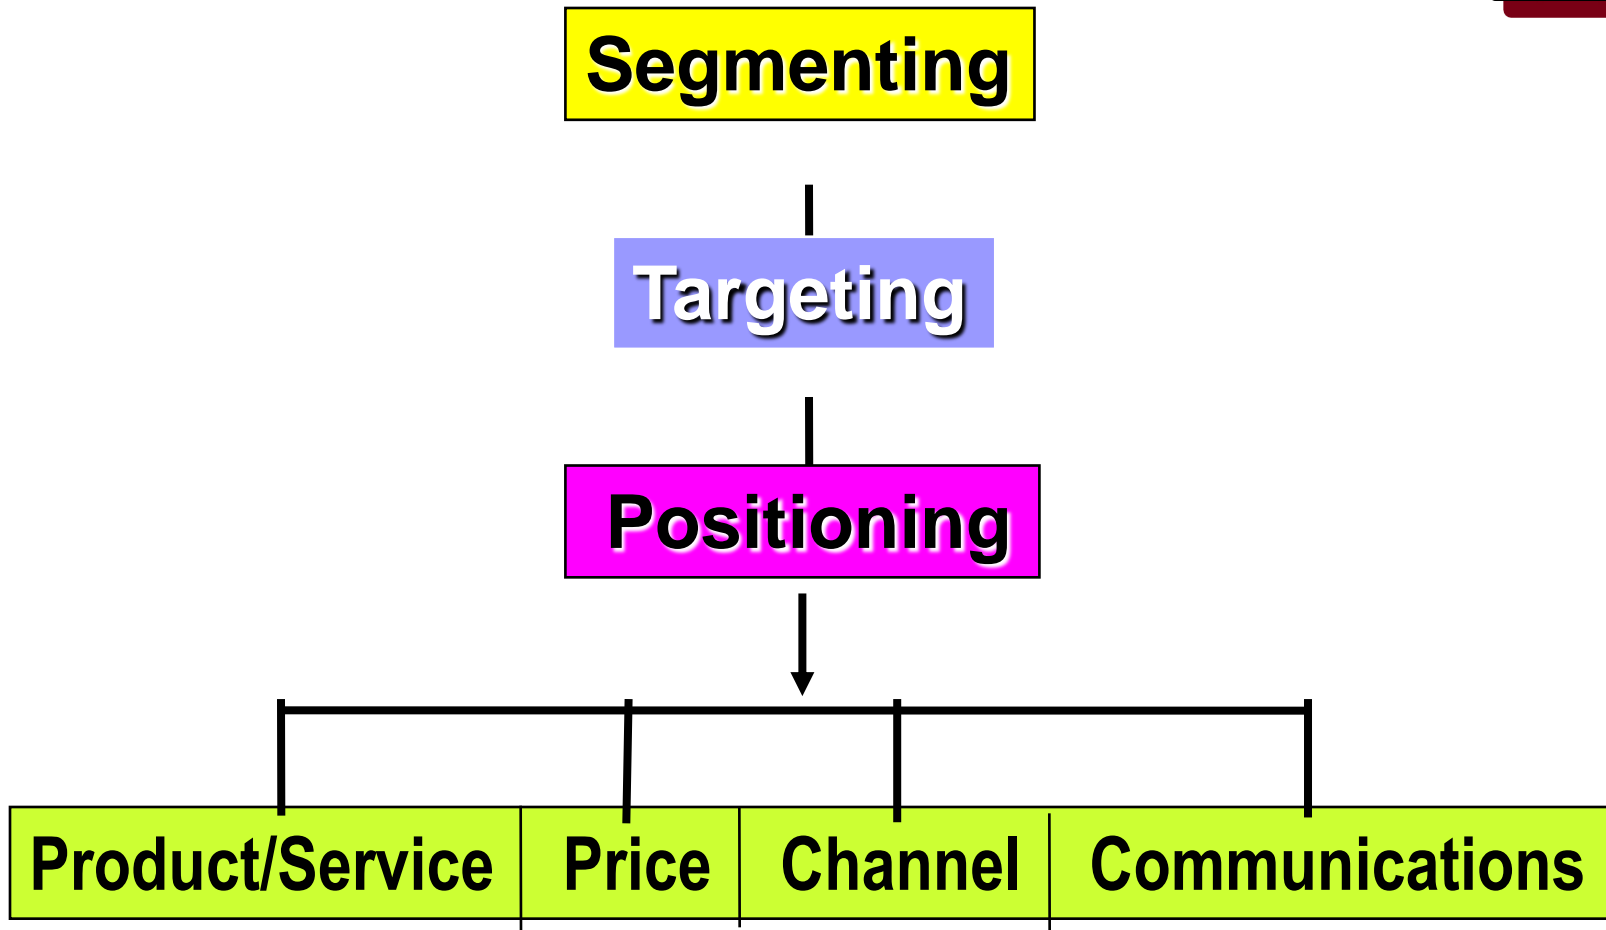 Segmenting
Targeting
Positioning
Product/Service Price Channel Communications